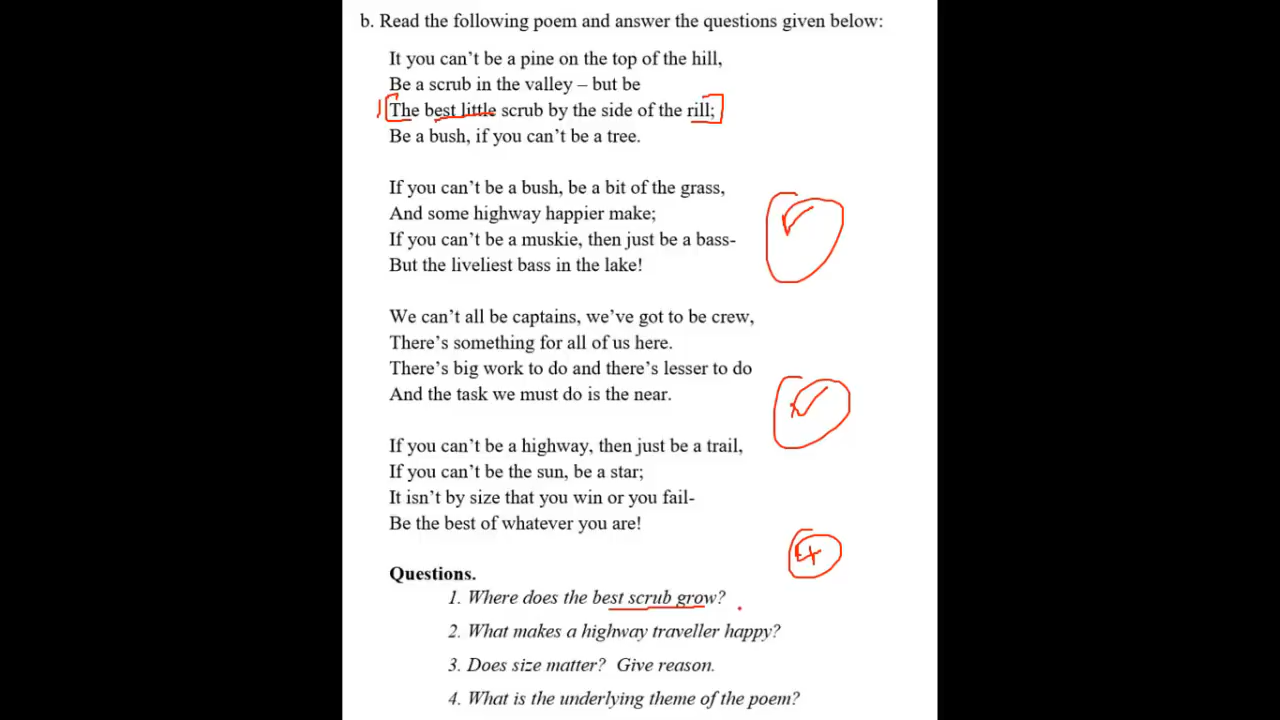 b. Read the following poem and answer the questions given below:
It you can't be a pine on the top of the hill,
Be a scrub in the valley – but be
The best little scrub by the side of the rill;
Be a bush, if you can't be a tree.
If you can't be a bush, be a bit of the grass,
And some highway happier make;
If you can't be a muskie, then just be a bass-
But the liveliest bass in the lake!
We can't all be captains, we've got to be crew,
There's something for all of us here.
There's big work to do and there's lesser to do
And the task we must do is the near.
If you can't be a highway, then just be a trail,
If you can't be the sun, be a star;
It isn't by size that you win or you fail-
Be the best of whatever you are!
Questions.
1. Where does the best scrub grow?
2. What makes a highway traveller happy?
3. Does size matter? Give reason.
4. What is the underlying theme of the poem?